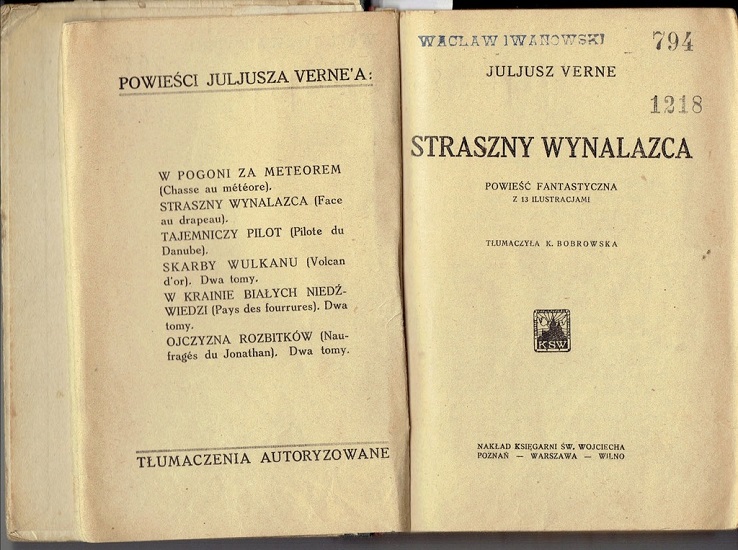 POWIEŚCI JULJUSZA VERNE'A:
W POGONI ZA METEOREM
(Chasse au météore).
STRASZNY WYNALAZCA (Face
au drapeau).
TAJEMNICZY PILOT (Pilote du
Danube).
SKARBY WULKANU (Volcan
d'or). Dwa tomy.
W KRAINIE BIAŁYCH NIEDŹ-
WIEDZI (Pays des fourrures). Dwa
tomy.
OJCZYZNA ROZBITKÓW (Nau-
fragés du Jonathan). Dwa tomy.
TŁUMACZENIA AUTORYZOWANE
WACŁAW IWANOWSKI
794
JULJUSZ VERNE
1218
STRASZNY WYNALAZCA
POWIEŚĆ FANTASTYCZNA
Z 13 ILUSTRACJAMI
TŁUMACZYŁA K. BOBROWSKA
KSW
NAKŁAD KSIĘGARNI ŚW. WOJCIECHA
POZNAŃ — WARSZAWA — WILNO